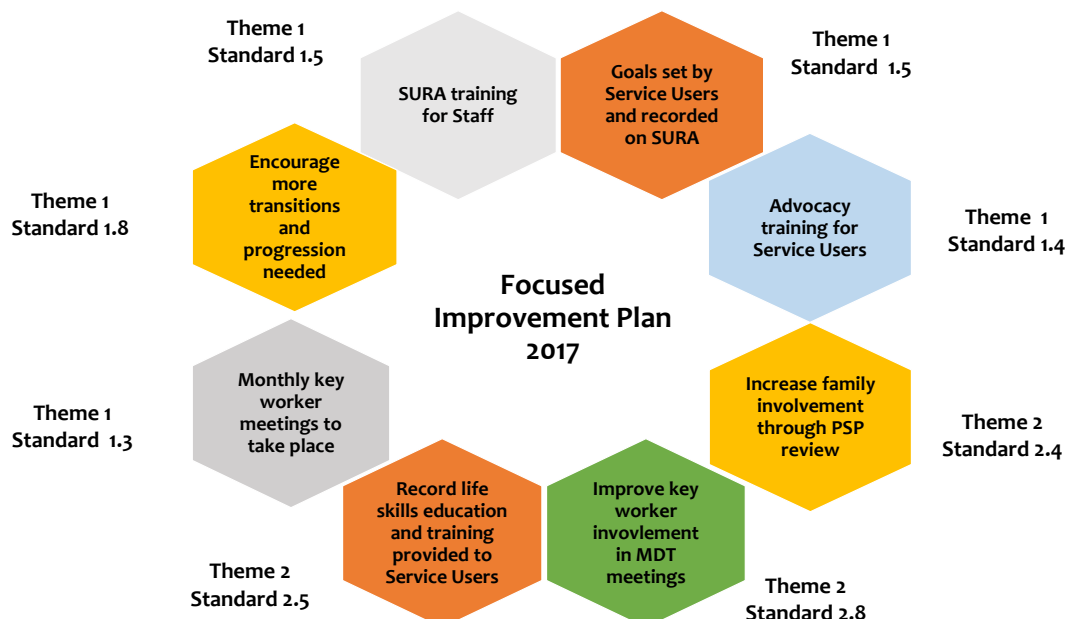 Theme 1
Standard 1.5
SURA training
for Staff
Goals set by
Service Users
and recorded
on SURA
Theme 1
Standard 1.5
Encourage
more
transitions
and
progression
needed
Theme 1
Standard 1.8
Advocacy
training for
Service Users
Theme 1
Standard 1.4
Focused
Improvement Plan
2017
Monthly key
worker
meetings to
take place
Theme 1
Standard 1.3
Increase family
involvement
through PSP
review
Theme 2
Standard 2.4
Record life
skills education
and training
provided to
Service Users
Theme 2
Standard 2.5
Improve key
worker
invovlement
in MDT
meetings
Theme 2
Standard 2.8